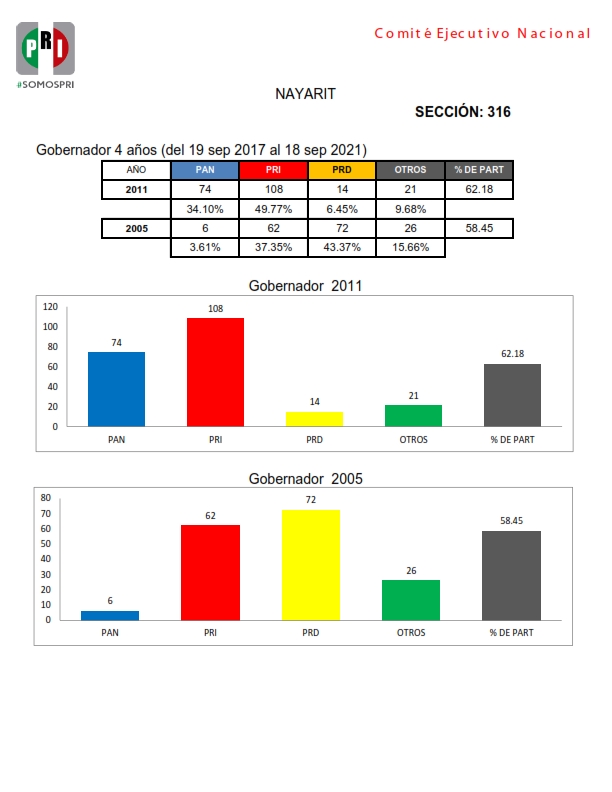 Comité Ejecutivo Nacional
PRI
#SOMOSPRI
NAYARIT
SECCIÓN: 316
Gobernador 4 años (del 19 sep 2017 al 18 sep 2021)
AÑO PAN PRI PRD OTROS % DE PART
2011 74 108 14 21 62.18
34.10% 49.77% 6.45% 9.68%
2005 6 62 72 26 58.45
3.61% 37.35% 43.37% 15.66%
Gobernador 2011
120
100
80
60
40
20
0
74
108
14
21
62.18
PAN PRI PRD OTROS % DE PART
Gobernador 2005
80
70
60
50
40
30
20
10
0
6
62
72
26
58.45
PAN PRI PRD OTROS % DE PART